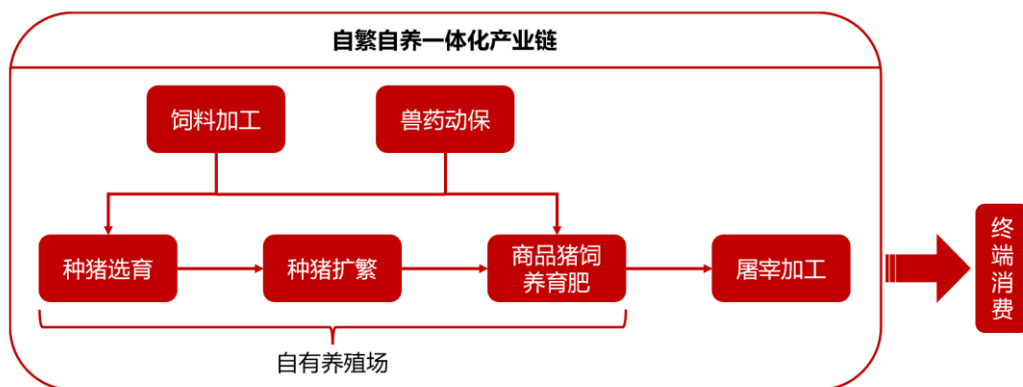 自繁自养一体化产业链
饲料加工
兽药动保
种猪选育
种猪扩繁
商品猪饲
养育肥
屠宰加工
终端消费
自有养殖场